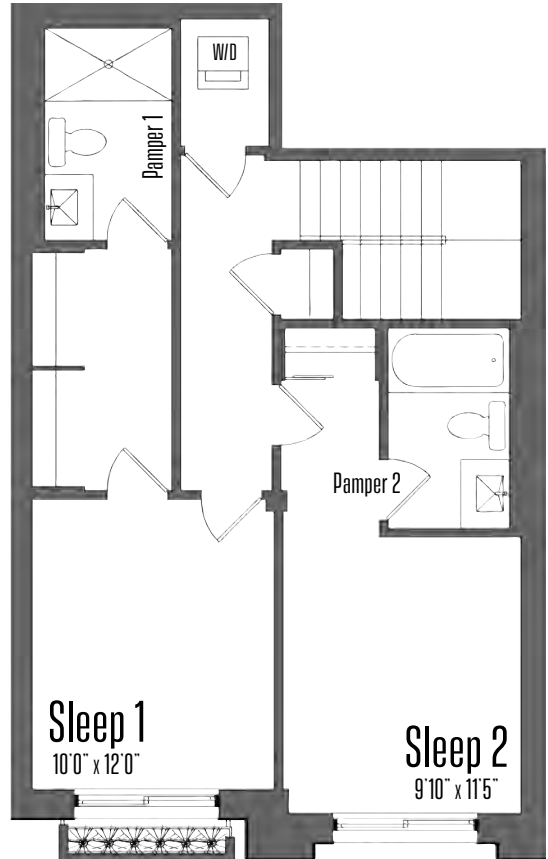 W/D
Pamper 1
Pamper 2
Sleep 1
10'0" x 12'0"
Sleep 2
9'10" x 11'5"